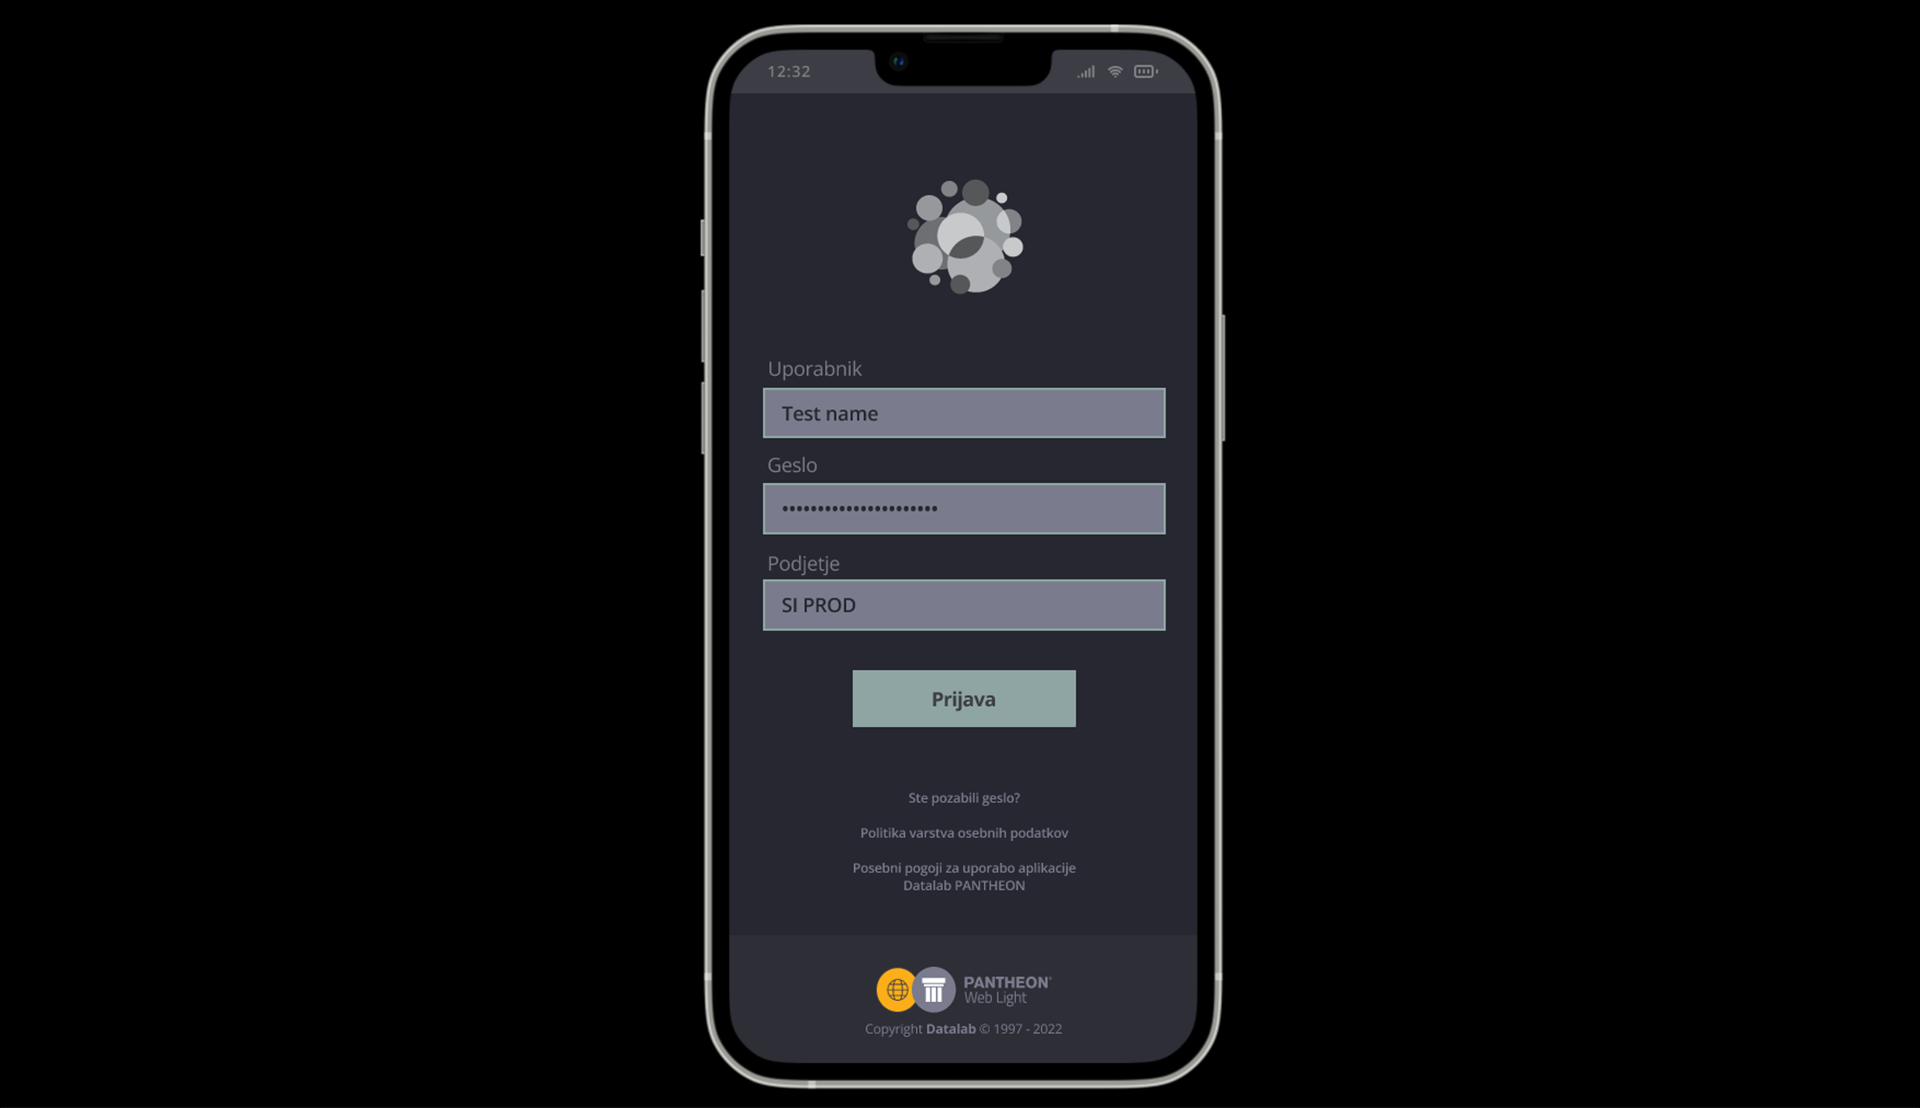 12:32
Uporabnik
Test name
Geslo
••••••••••••••••••••••
Podjetje
SI PROD
Prijava
Ste pozabili geslo?
Politika varstva osebnih podatkov
Posebni pogoji za uporabo aplikacije
Datalab PANTHEON
PANTHEON®
Web Light
Copyright Datalab © 1997 - 2022